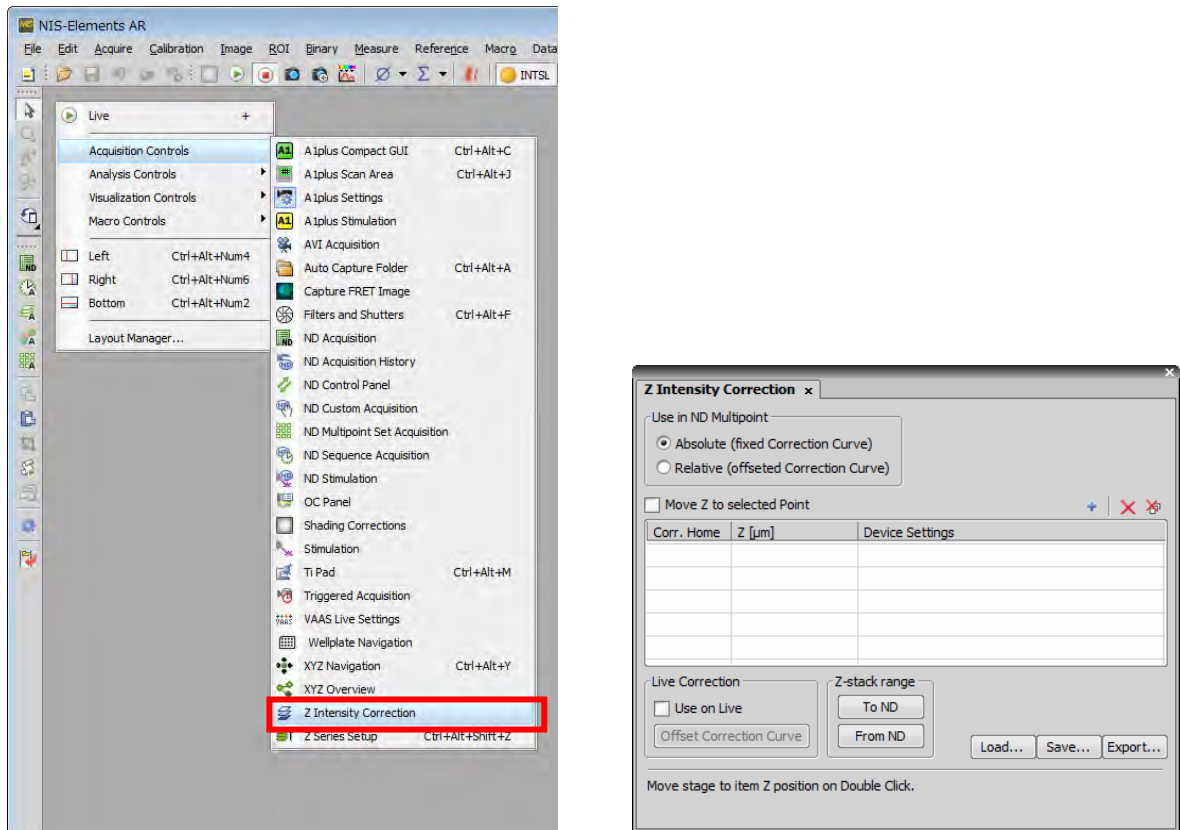 NIS-Elements AR
File Edit Acquire Calibration Image ROI Binary Measure Reference Macro Data
INTSL
Live +
Acquisition Controls
Analysis Controls
Visualization Controls
Macro Controls
Left Ctrl+Alt+Num4
Right Ctrl+Alt+Num6
Bottom Ctrl+Alt+Num2
Layout Manager...
A1plus Compact GUI Ctrl+Alt+C
A1plus Scan Area Ctrl+Alt+J
A1plus Settings
A1plus Stimulation
AVI Acquisition
Auto Capture Folder Ctrl+Alt+A
Capture FRET Image
Filters and Shutters Ctrl+Alt+F
ND Acquisition
ND Acquisition History
ND Control Panel
ND Custom Acquisition
ND Multipoint Set Acquisition
ND Sequence Acquisition
ND Stimulation
OC Panel
Shading Corrections
Stimulation
Ti Pad Ctrl+Alt+M
Triggered Acquisition
VAAS Live Settings
Wellplate Navigation
XYZ Navigation Ctrl+Alt+Y
XYZ Overview
Z Intensity Correction
Z Series Setup Ctrl+Alt+Shift+Z
Z Intensity Correction x
Use in ND Multipoint
Absolute (fixed Correction Curve)
Relative (offseted Correction Curve)
Move Z to selected Point
Corr. Home Z [µm] Device Settings
Live Correction
Use on Live
Offset Correction Curve
Z-stack range
To ND
From ND
Load... Save... Export...
Move stage to item Z position on Double Click.